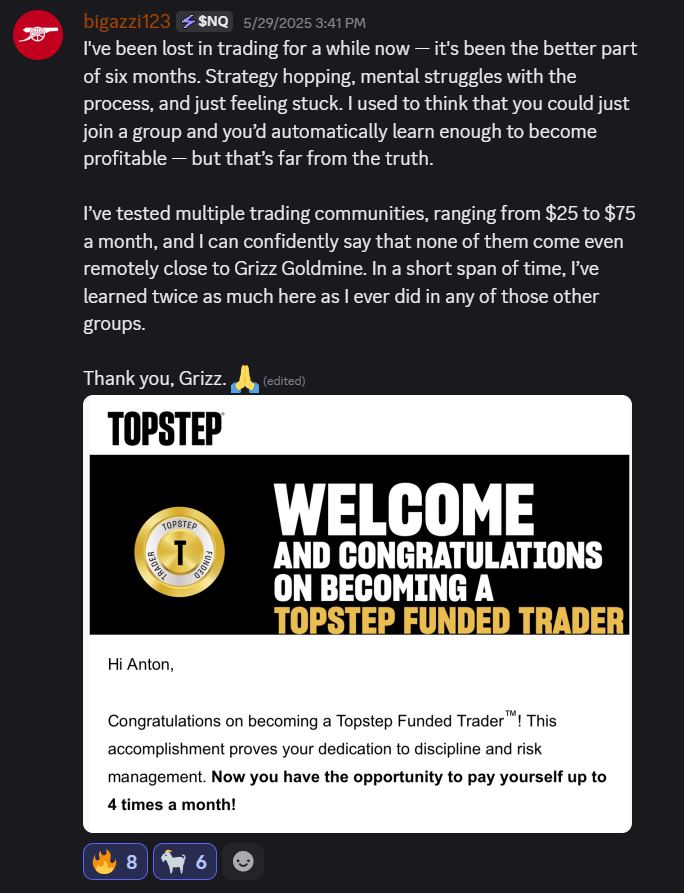 bigazzi123 $NQ 5/29/2025 3:41 PM
I've been lost in trading for a while now — it's been the better part
of six months. Strategy hopping, mental struggles with the
process, and just feeling stuck. I used to think that you could just
join a group and you’d automatically learn enough to become
profitable — but that’s far from the truth.
I’ve tested multiple trading communities, ranging from $25 to $75
a month, and I can confidently say that none of them come even
remotely close to Grizz Goldmine. In a short span of time, I’ve
learned twice as much here as I ever did in any of those other
groups.
Thank you, Grizz. 🙏 (edited)
TOPSTEP
TOPSTEP
T
TRADER
FUNDED
WELCOME
AND CONGRATULATIONS
ON BECOMING A
TOPSTEP FUNDED TRADER
Hi Anton,
Congratulations on becoming a Topstep Funded Trader™! This
accomplishment proves your dedication to discipline and risk
management. Now you have the opportunity to pay yourself up to
4 times a month!
🔥 8 🐐 6